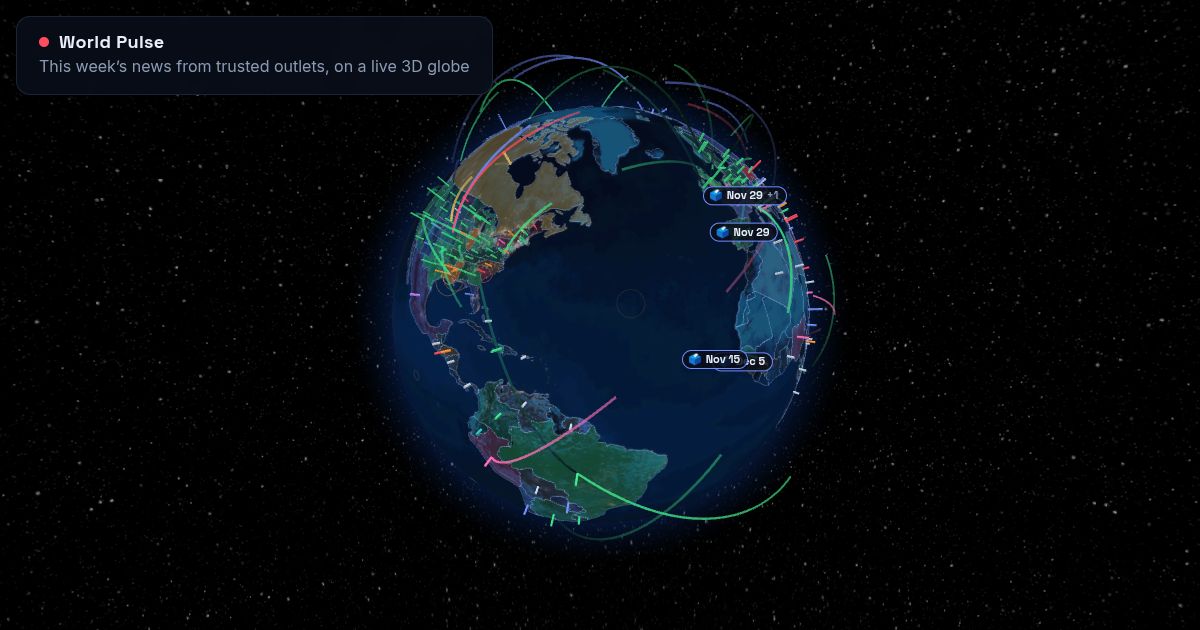 World Pulse
This week's news from trusted outlets, on a live 3D globe
Nov 29 +1
Nov 29
Nov 15
c 5